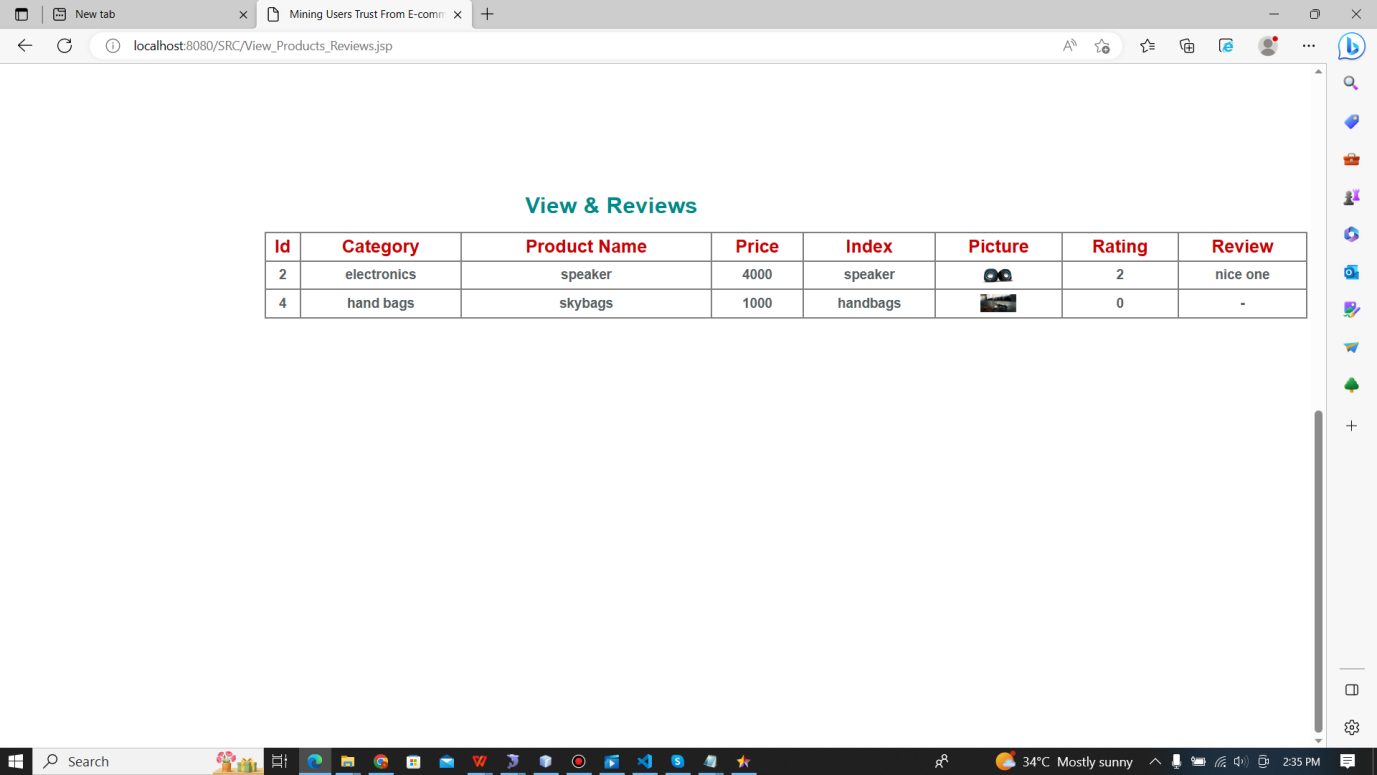 New tab
Mining Users Trust From E-comm
localhost:8080/SRC/View_Products_Reviews.jsp
View & Reviews
Id Category Product Name Price Index Picture Rating Review
2 electronics speaker 4000 speaker 2 nice one
4 hand bags skybags 1000 handbags 0 -
Search
34°C Mostly sunny
2:35 PM